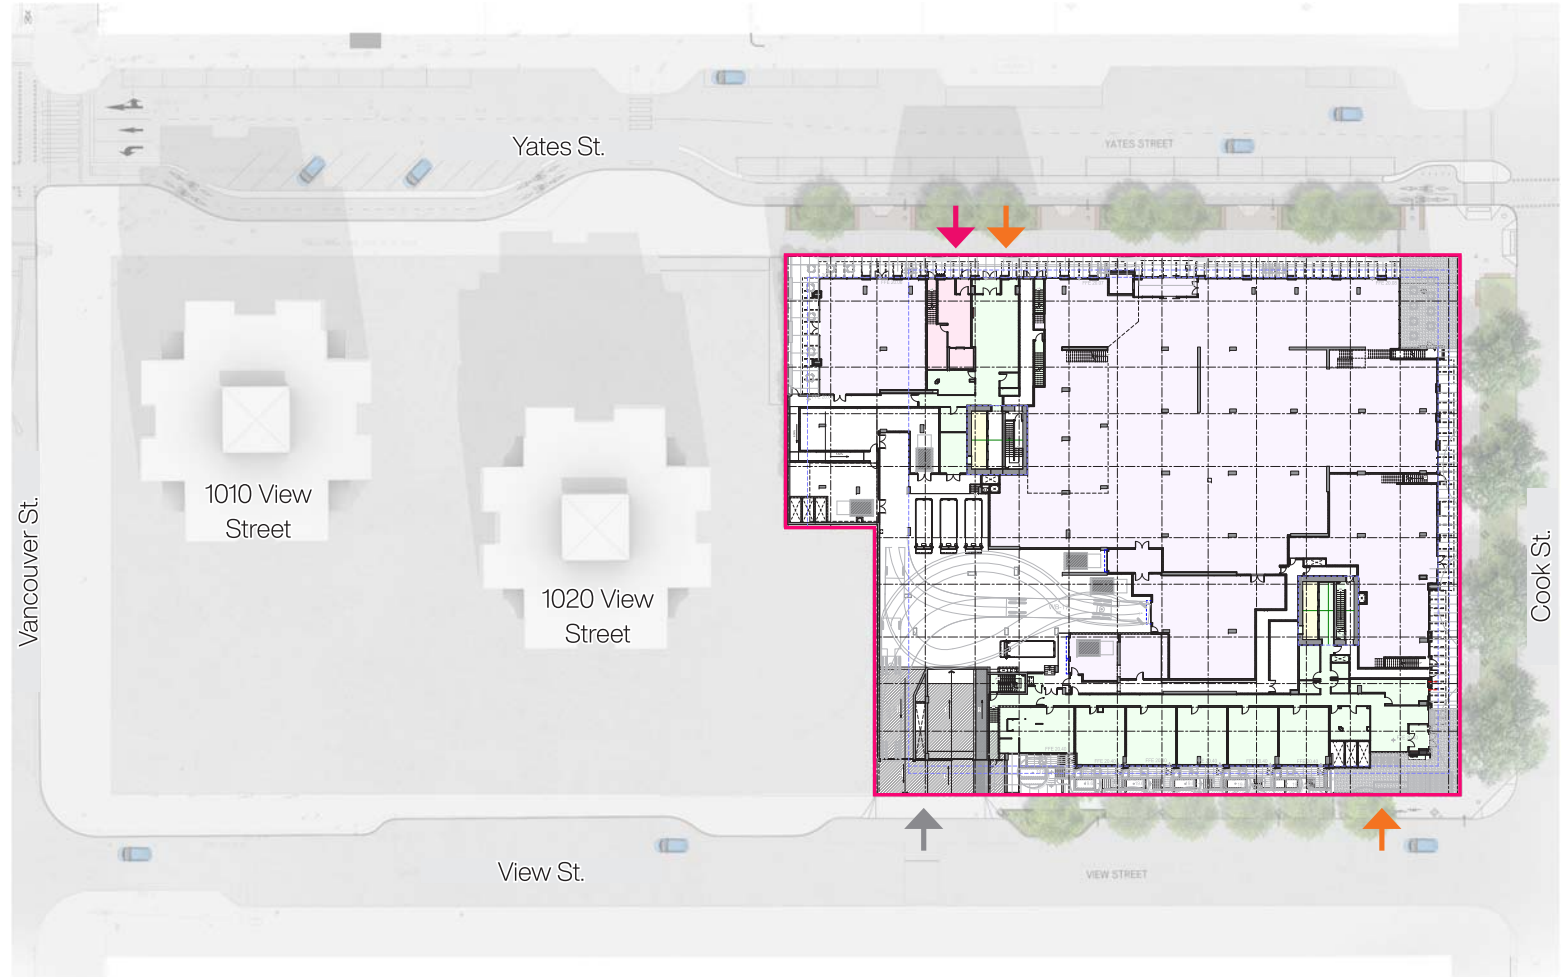 Yates St.
YATES STREET
1010 View
Street
1020 View
Street
Vancouver St.
Cook St.
View St.
VIEW STREET